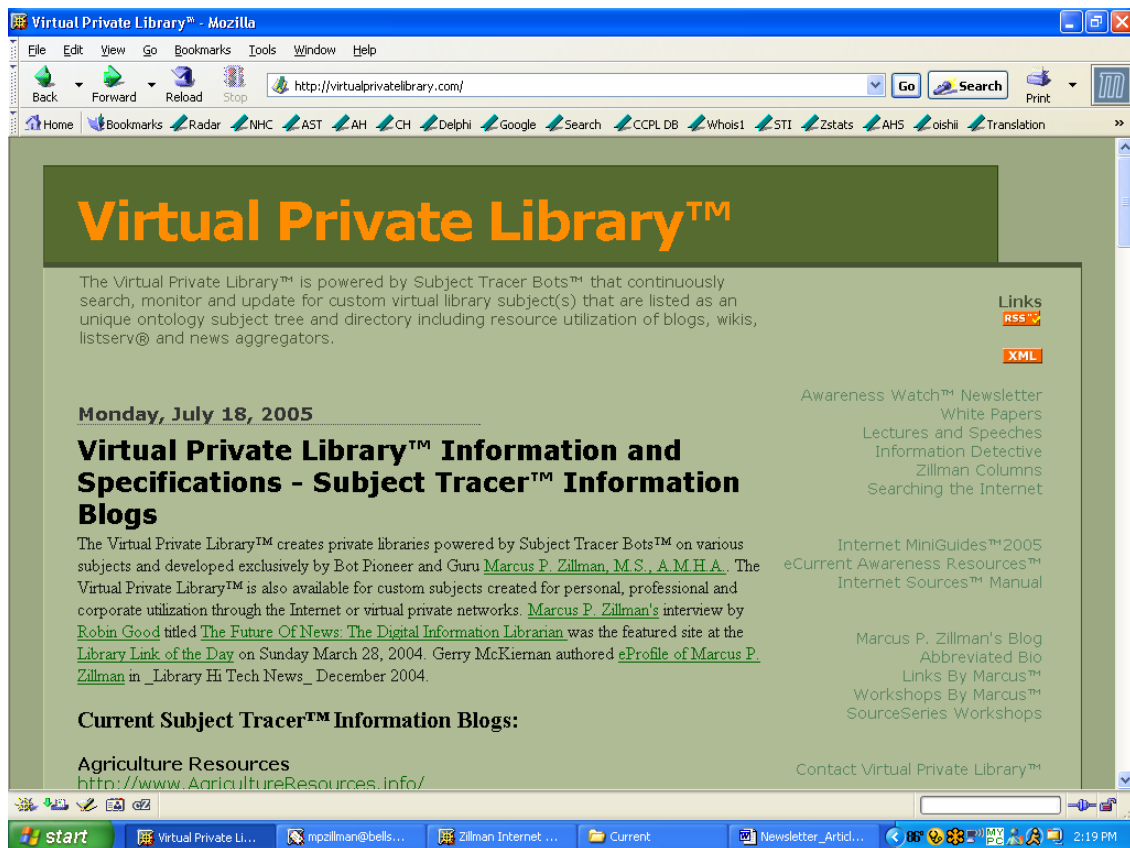 Virtual Private Library™ - Mozilla
File Edit View Go Bookmarks Tools Window Help
Back Forward Reload Stop http://virtualprivatelibrary.com/ Go Search Print
Home Bookmarks Radar NHC AST AH CH Delphi Google Search CCPL DB Whois1 STI Zstats AHS oishii Translation »
Virtual Private Library™
The Virtual Private Library™ is powered by Subject Tracer Bots™ that continuously
search, monitor and update for custom virtual library subject(s) that are listed as an
unique ontology subject tree and directory including resource utilization of blogs, wikis,
listserv® and news aggregators.
Links
RSS
XML
Monday, July 18, 2005
Virtual Private Library™ Information and
Specifications - Subject Tracer™ Information
Blogs
The Virtual Private Library™ creates private libraries powered by Subject Tracer Bots™ on various
subjects and developed exclusively by Bot Pioneer and Guru Marcus P. Zillman, M.S., A.M.H.A.. The
Virtual Private Library™ is also available for custom subjects created for personal, professional and
corporate utilization through the Internet or virtual private networks. Marcus P. Zillman's interview by
Robin Good titled The Future Of News: The Digital Information Librarian was the featured site at the
Library Link of the Day on Sunday March 28, 2004. Gerry McKiernan authored eProfile of Marcus P.
Zillman in _Library Hi Tech News_ December 2004.
Current Subject Tracer™ Information Blogs:
Agriculture Resources
http://www.AgricultureResources.info/
Awareness Watch™ Newsletter
White Papers
Lectures and Speeches
Information Detective
Zillman Columns
Searching the Internet
Internet MiniGuides™2005
eCurrent Awareness Resources™
Internet Sources™ Manual
Marcus P. Zillman's Blog
Abbreviated Bio
Links By Marcus™
Workshops By Marcus™
SourceSeries Workshops
Contact Virtual Private Library™
start Virtual Private Li... mpzillman@bells... Zillman Internet ... Current Newsletter_Articl... 86° MY PC 2:19 PM